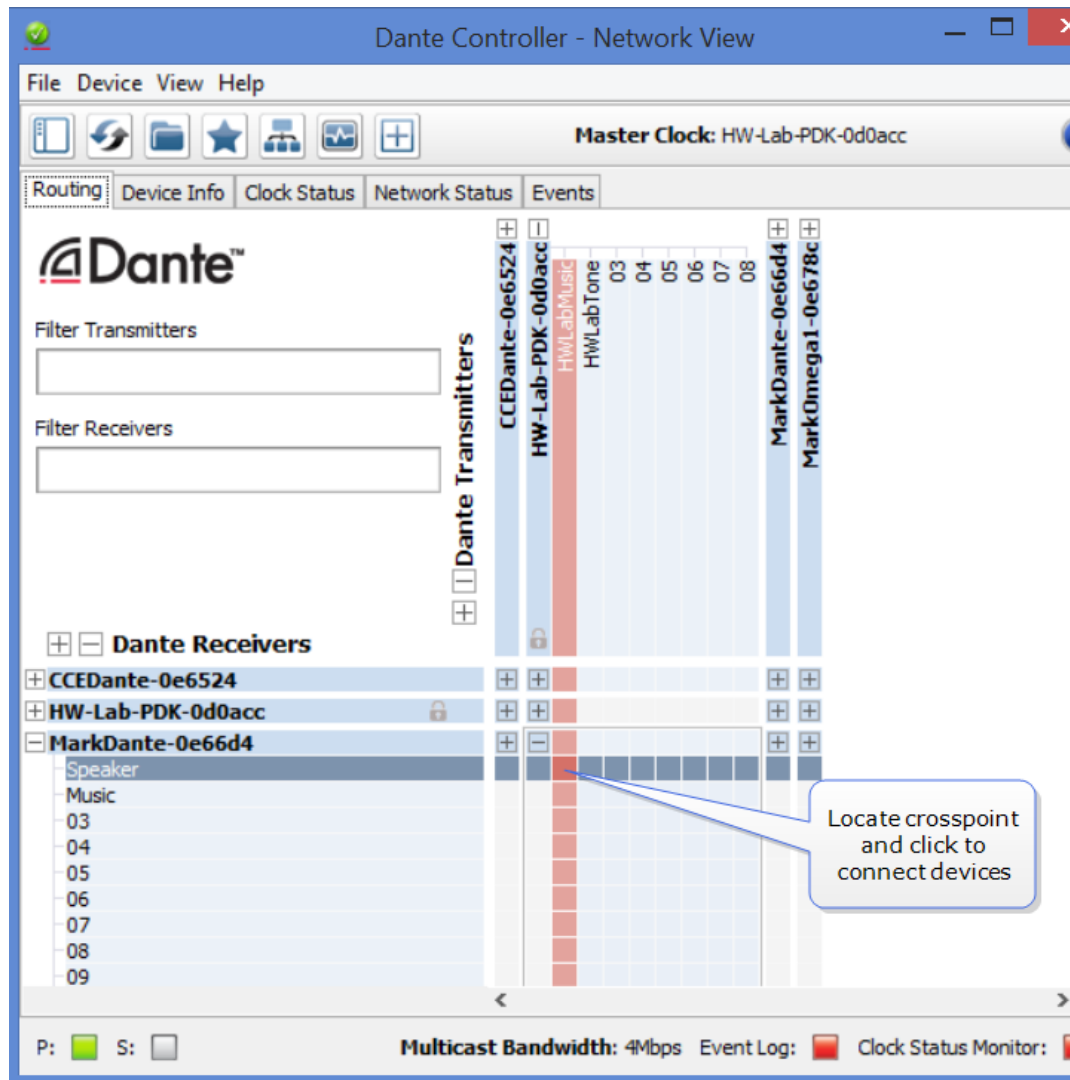 Dante Controller - Network View
File Device View Help
Master Clock: HW-Lab-PDK-0d0acc
Routing Device Info Clock Status Network Status Events
Dante™
Filter Transmitters
Filter Receivers
Dante Transmitters
CCEDante-0e6524
HW-Lab-PDK-0d0acc
HWLabMusic
HWLabTone
03
04
05
06
07
08
MarkDante-0e66d4
MarkOmega1-0e678c
Dante Receivers
CCEDante-0e6524
HW-Lab-PDK-0d0acc
MarkDante-0e66d4
Speaker
Music
03
04
05
06
07
08
09
Locate crosspoint
and click to
connect devices
P: S: Multicast Bandwidth: 4Mbps Event Log: Clock Status Monitor: